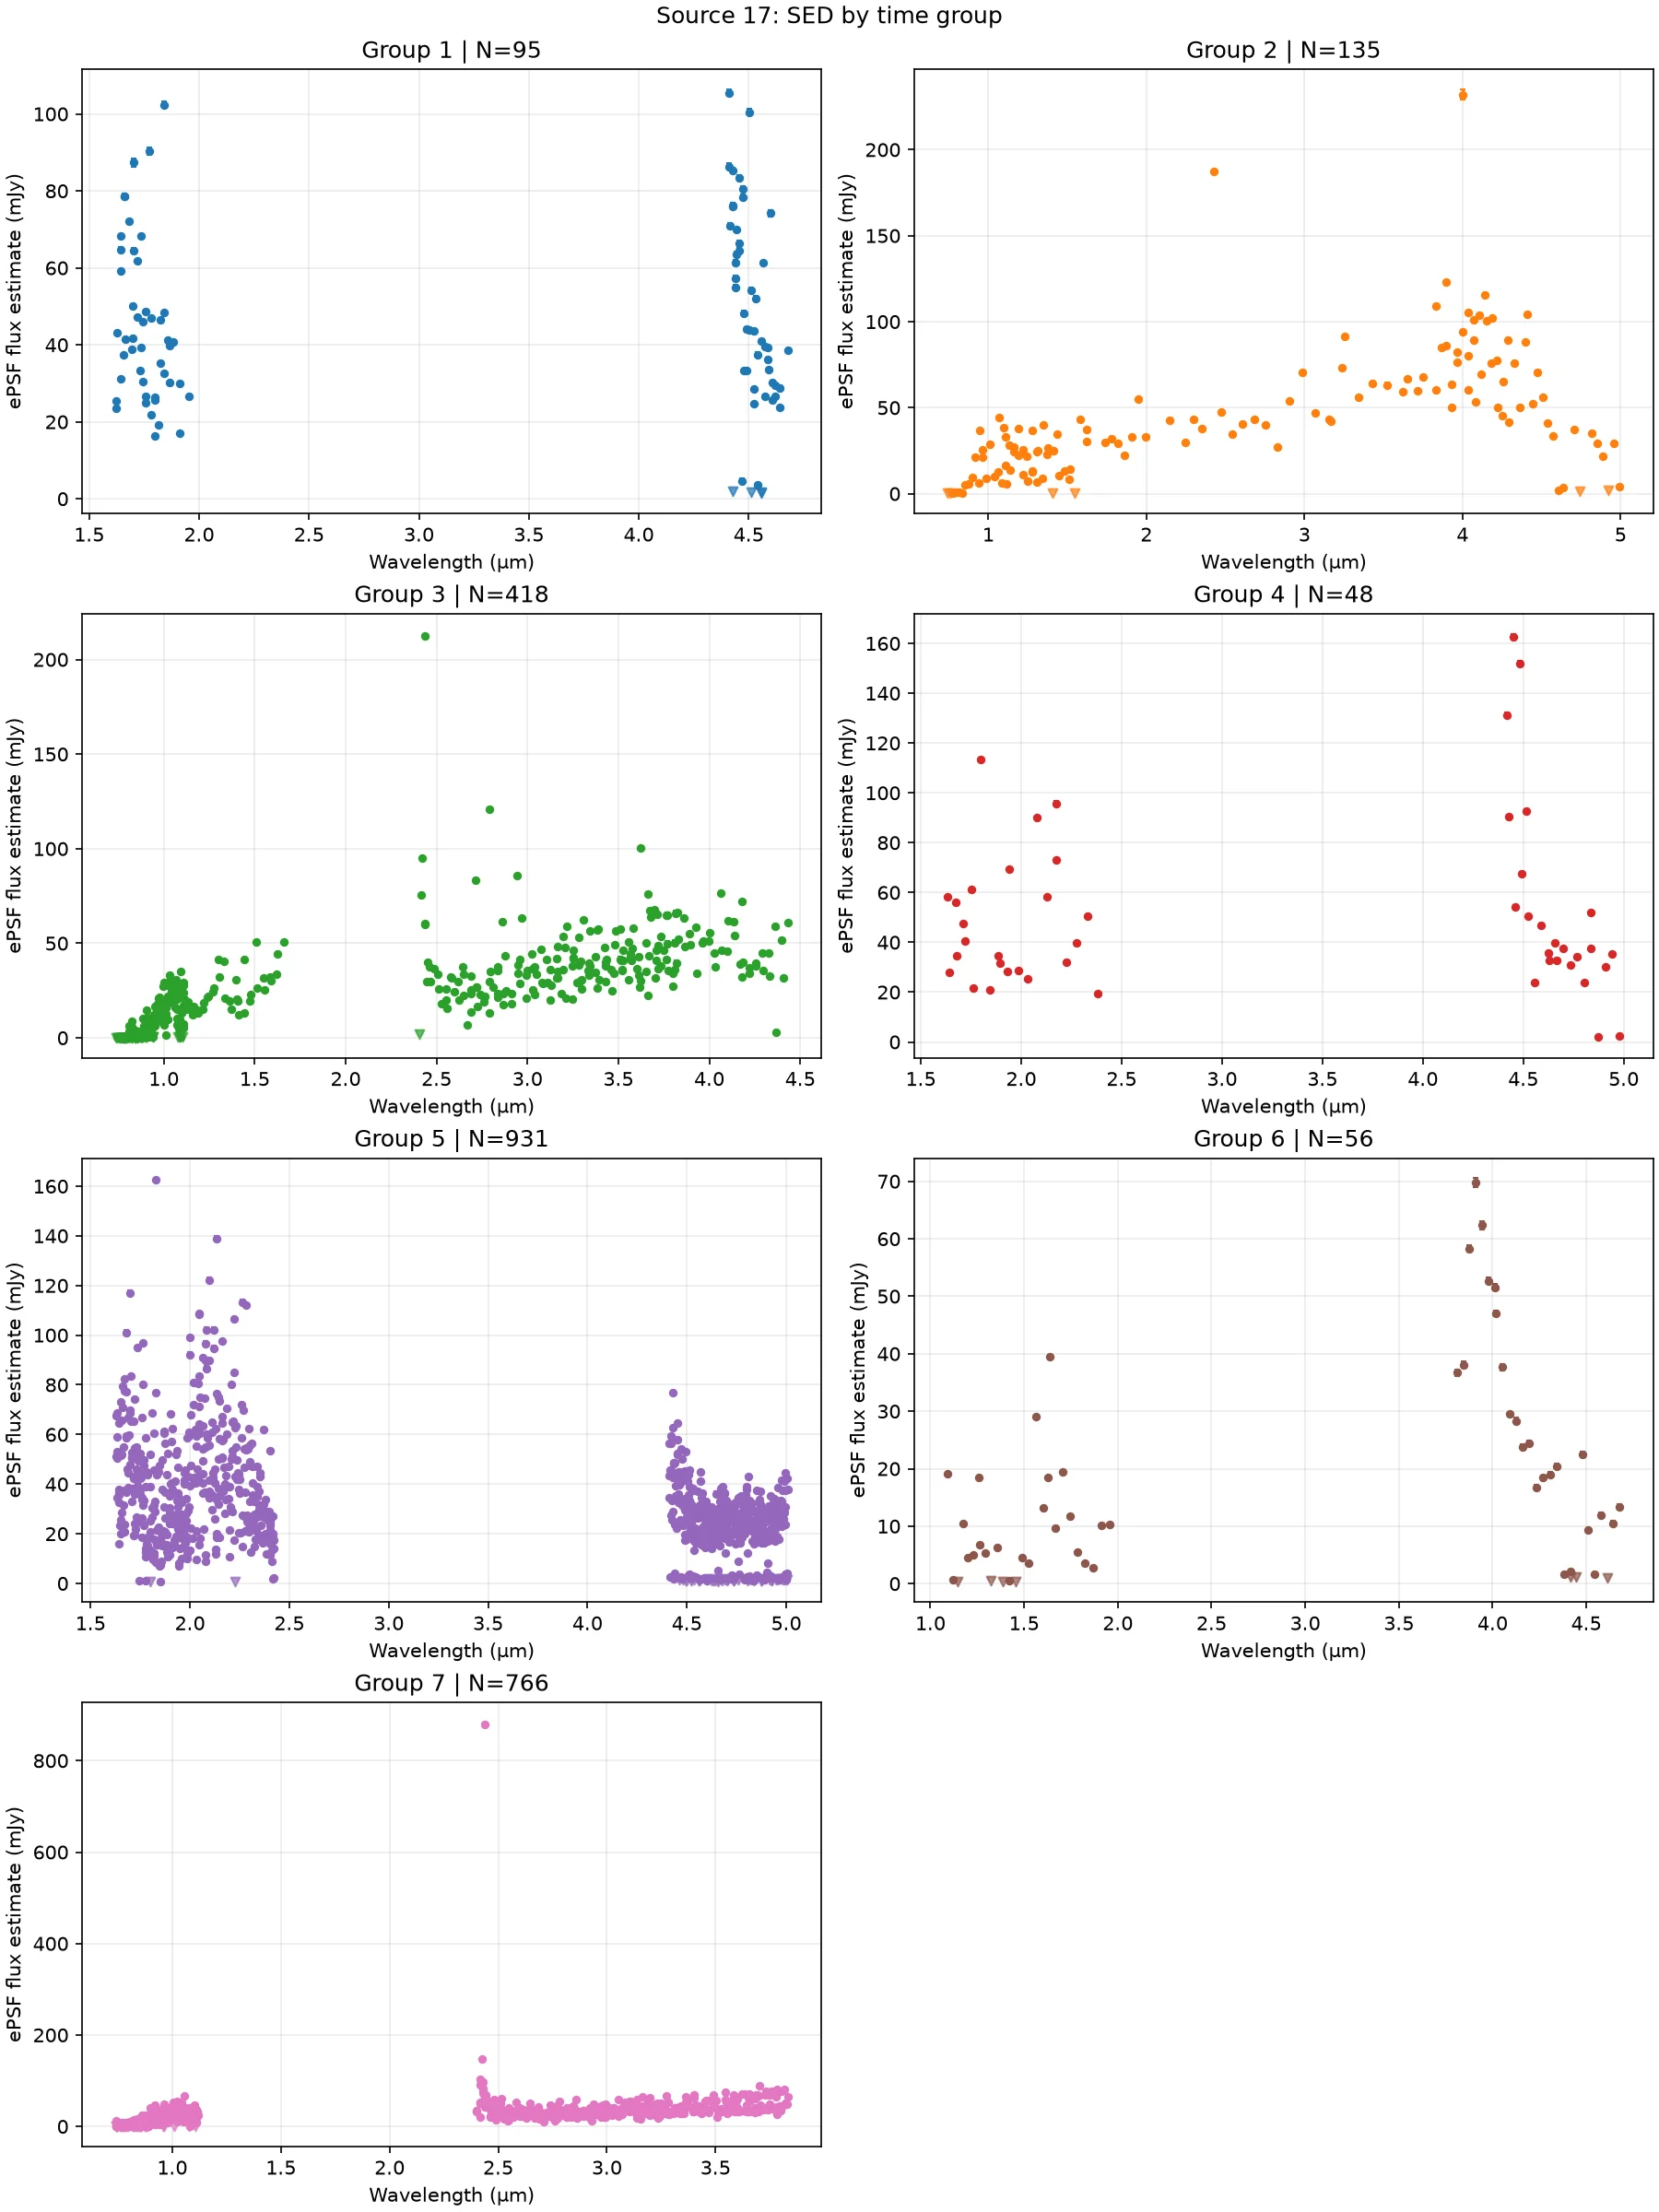 Source 17: SED by time group
Group 1 | N=95
ePSF flux estimate (mJy)
100
80
60
40
20
0
1.5 2.0 2.5 3.0 3.5 4.0 4.5
Wavelength (µm)
Group 2 | N=135
ePSF flux estimate (mJy)
200
150
100
50
0
1 2 3 4 5
Wavelength (µm)
Group 3 | N=418
ePSF flux estimate (mJy)
200
150
100
50
0
1.0 1.5 2.0 2.5 3.0 3.5 4.0 4.5
Wavelength (µm)
Group 4 | N=48
ePSF flux estimate (mJy)
160
140
120
100
80
60
40
20
0
1.5 2.0 2.5 3.0 3.5 4.0 4.5 5.0
Wavelength (µm)
Group 5 | N=931
ePSF flux estimate (mJy)
160
140
120
100
80
60
40
20
0
1.5 2.0 2.5 3.0 3.5 4.0 4.5 5.0
Wavelength (µm)
Group 6 | N=56
ePSF flux estimate (mJy)
70
60
50
40
30
20
10
0
1.0 1.5 2.0 2.5 3.0 3.5 4.0 4.5
Wavelength (µm)
Group 7 | N=766
ePSF flux estimate (mJy)
800
600
400
200
0
1.0 1.5 2.0 2.5 3.0 3.5
Wavelength (µm)